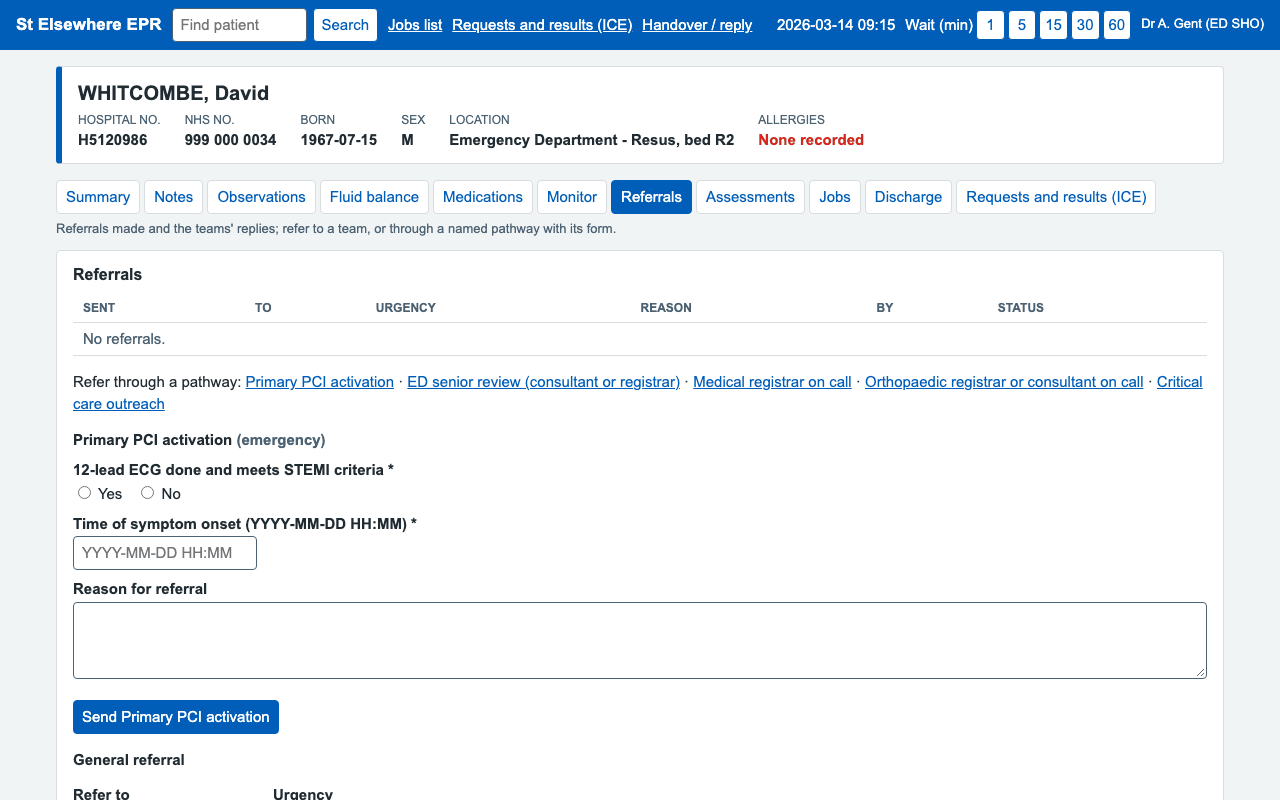 St Elsewhere EPR Find patient Search Jobs list Requests and results (ICE) Handover / reply 2026-03-14 09:15 Wait (min) 1 5 15 30 60 Dr A. Gent (ED SHO)
WHITCOMBE, David
HOSPITAL NO. NHS NO. BORN SEX LOCATION ALLERGIES
H5120986 999 000 0034 1967-07-15 M Emergency Department - Resus, bed R2 None recorded
Summary Notes Observations Fluid balance Medications Monitor Referrals Assessments Jobs Discharge Requests and results (ICE)
Referrals made and the teams' replies; refer to a team, or through a named pathway with its form.
Referrals
SENT TO URGENCY REASON BY STATUS
No referrals.
Refer through a pathway: Primary PCI activation · ED senior review (consultant or registrar) · Medical registrar on call · Orthopaedic registrar or consultant on call · Critical
care outreach
Primary PCI activation (emergency)
12-lead ECG done and meets STEMI criteria *
Yes No
Time of symptom onset (YYYY-MM-DD HH:MM) *
YYYY-MM-DD HH:MM
Reason for referral
Send Primary PCI activation
General referral
Refer to Urgency